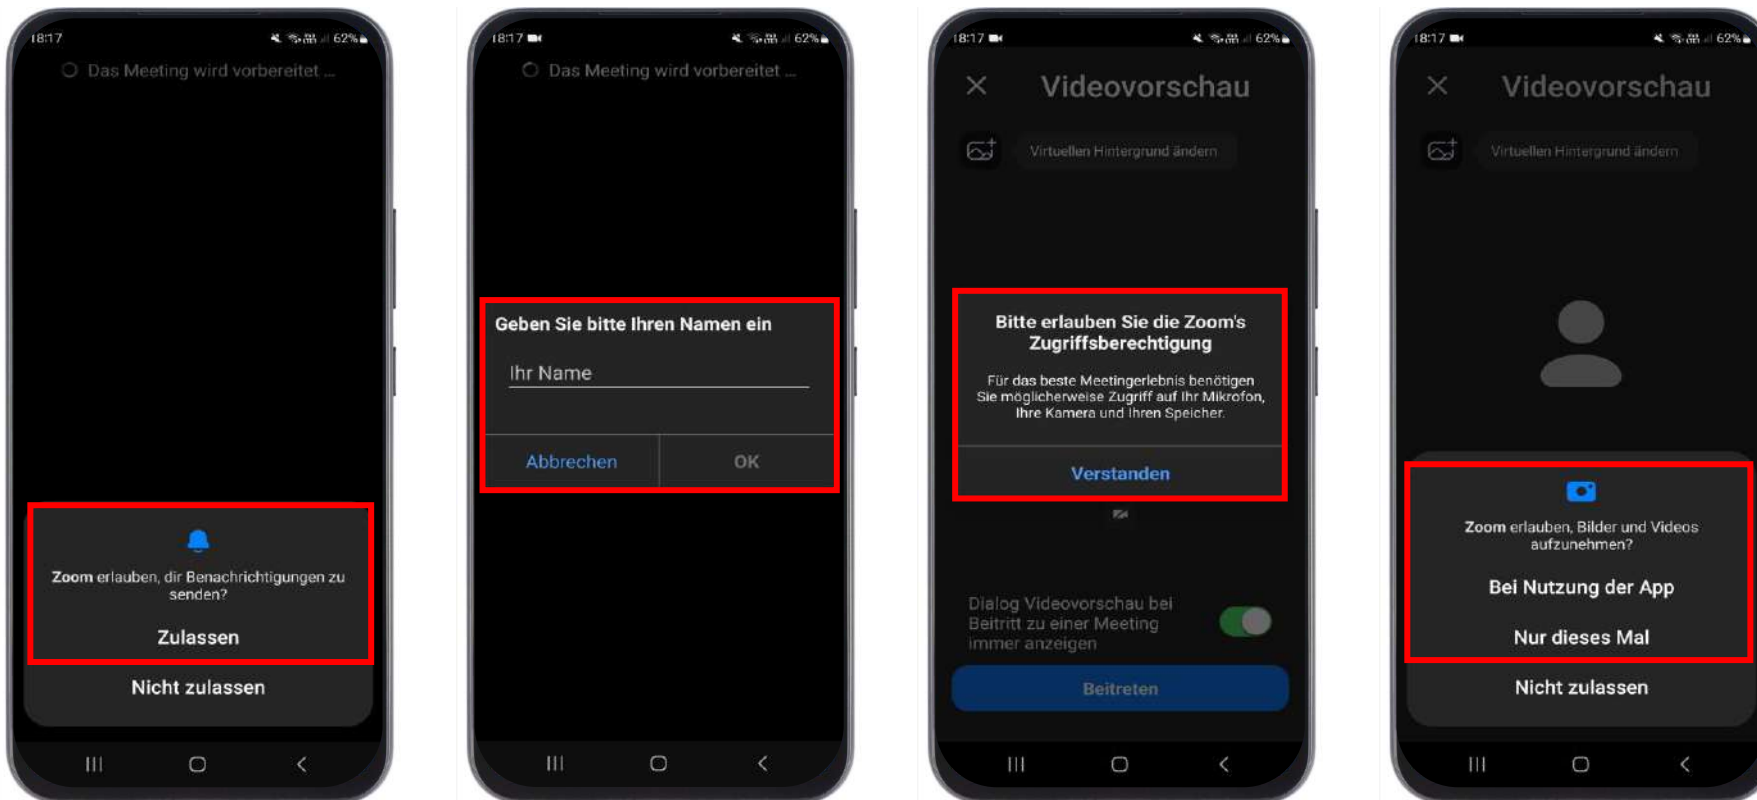 18:17
62%
Das Meeting wird vorbereitet ...
Zoom erlauben, dir Benachrichtigungen zu
senden?
Zulassen
Nicht zulassen
18:17
62%
Das Meeting wird vorbereitet ...
Geben Sie bitte Ihren Namen ein
Ihr Name
Abbrechen
OK
18:17
62%
Videovorschau
Virtuellen Hintergrund ändern
Bitte erlauben Sie die Zoom's
Zugriffsberechtigung
Für das beste Meetingerlebnis benötigen
Sie möglicherweise Zugriff auf Ihr Mikrofon,
Ihre Kamera und Ihren Speicher.
Verstanden
Dialog Videovorschau bei
Beitritt zu einer Meeting
immer anzeigen
Beitreten
18:17
62%
Videovorschau
Virtuellen Hintergrund ändern
Zoom erlauben, Bilder und Videos
aufzunehmen?
Bei Nutzung der App
Nur dieses Mal
Nicht zulassen